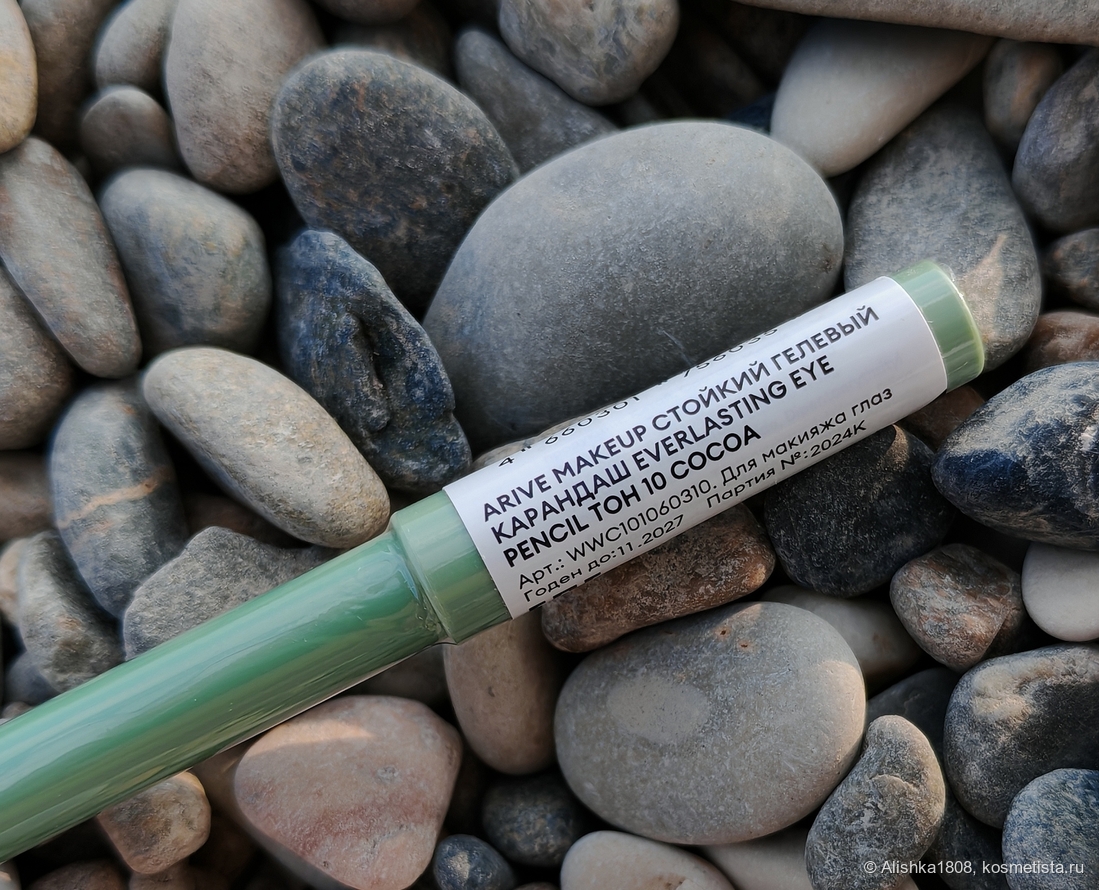 ARIVE MAKEUP СТОЙКИЙ ГЕЛЕВЫЙ
КАРАНДАШ EVERLASTING EYE
PENCIL ТОН 10 COCOA
Арт.: WWC101060310. Для макияжа глаз
Годен до:11.2027 Партия №:2024K
© Alishka1808, kosmetista.ru